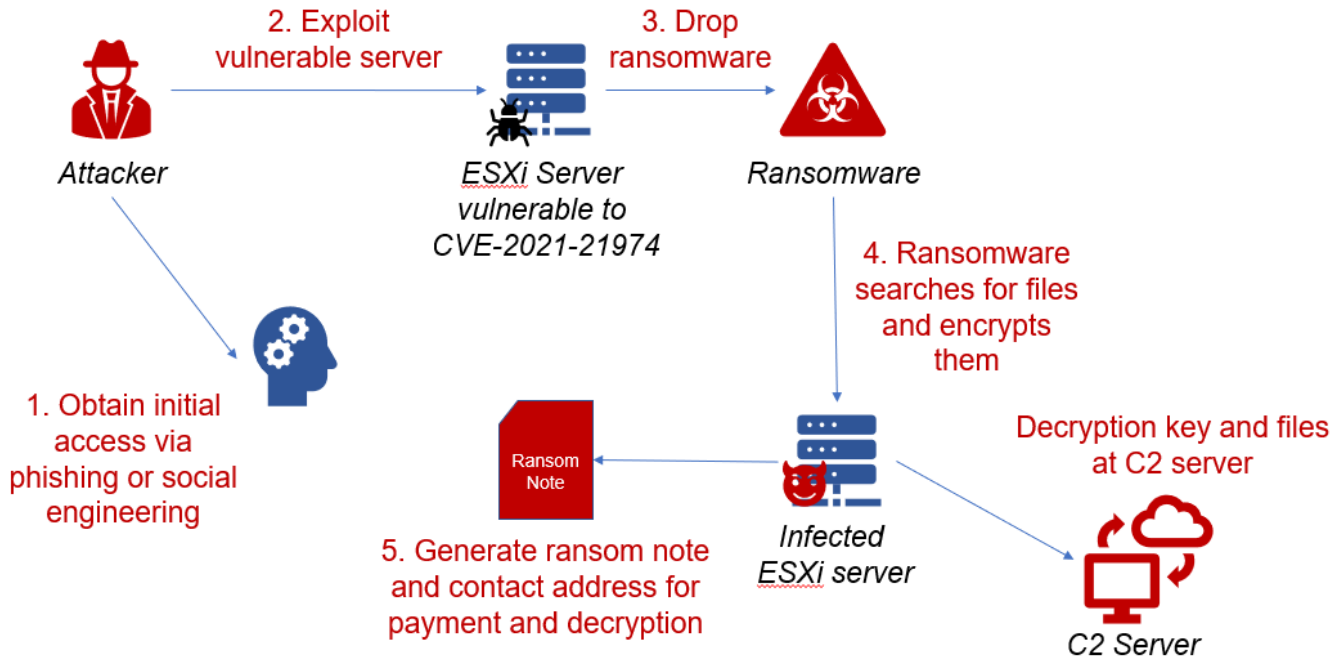 2. Exploit
vulnerable server
3. Drop
ransomware
Attacker
ESXi Server
vulnerable to
CVE-2021-21974
Ransomware
4. Ransomware
searches for files
and encrypts
them
1. Obtain initial
access via
phishing or social
engineering
Ransom
Note
5. Generate ransom note
and contact address for
payment and decryption
Infected
ESXi server
Decryption key and files
at C2 server
C2 Server